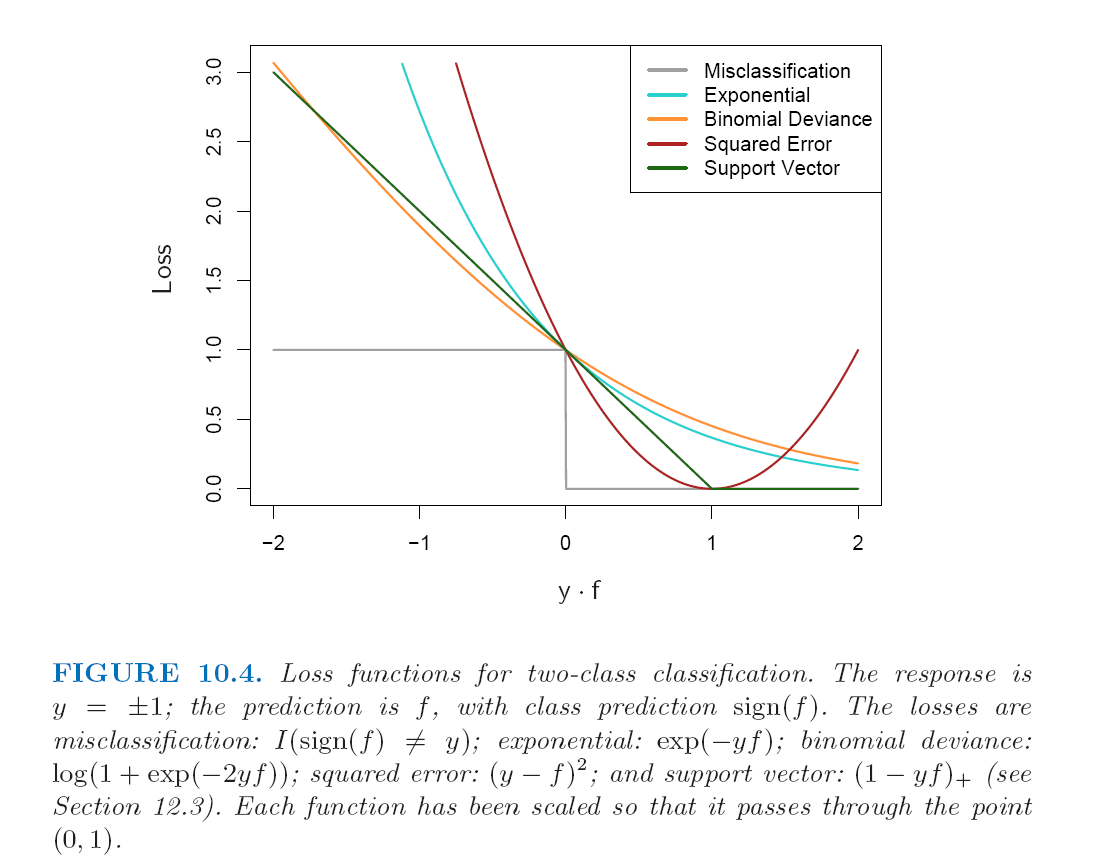 Misclassification
Exponential
Binomial Deviance
Squared Error
Support Vector
Loss
3.0
2.5
2.0
1.5
1.0
0.5
0.0
−2
−1
0
1
2
y · f
FIGURE 10.4. Loss functions for two-class classification. The response is
y = ±1; the prediction is f, with class prediction sign(f). The losses are
misclassification: I(sign(f) ≠ y); exponential: exp(−yf); binomial deviance:
log(1 + exp(−2yf)); squared error: (y − f)²; and support vector: (1 − yf)₊ (see
Section 12.3). Each function has been scaled so that it passes through the point
(0, 1).